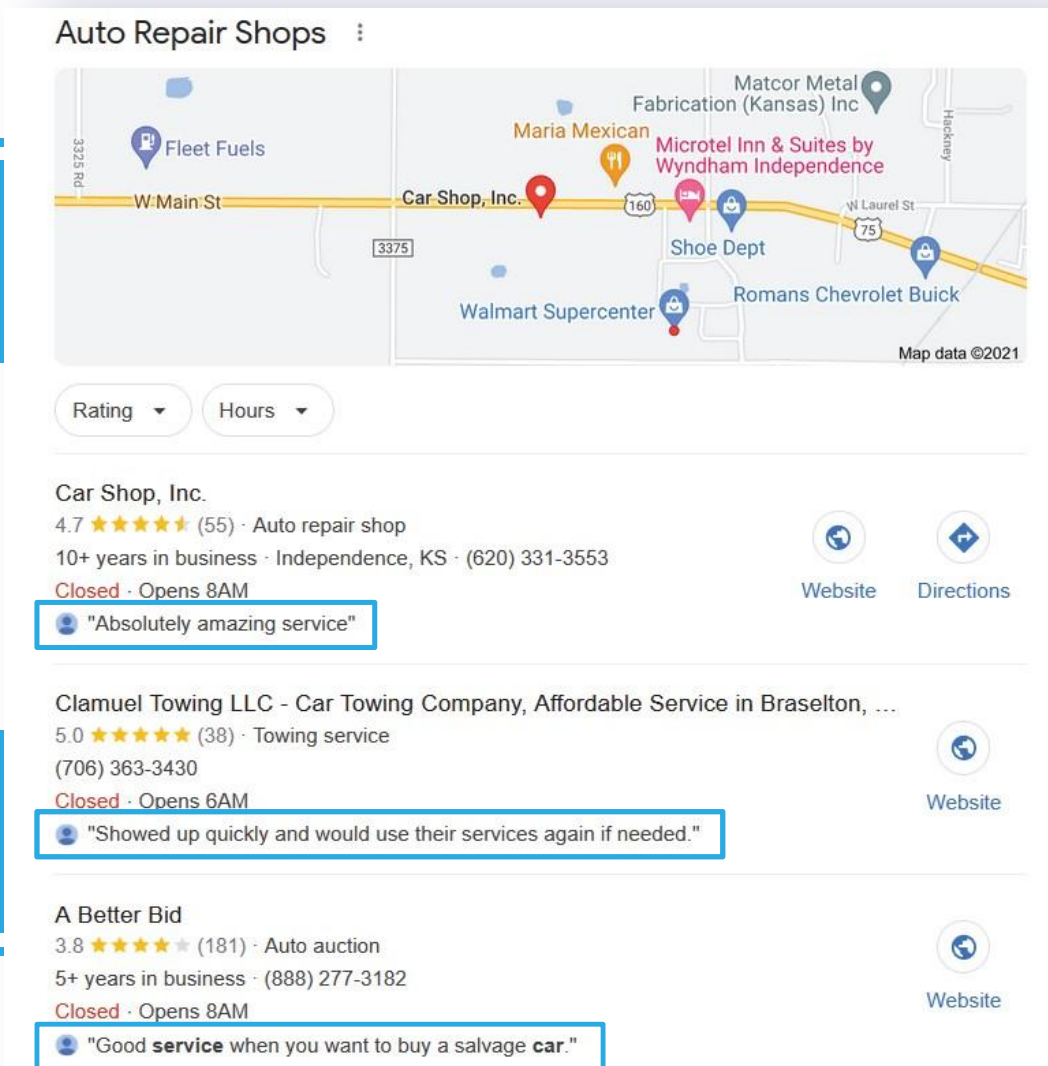 Auto Repair Shops
Matcor Metal
Fabrication (Kansas) Inc
Hackney
3325 Rd
Fleet Fuels
Maria Mexican
Microtel Inn & Suites by
Wyndham Independence
W Main St
Car Shop, Inc.
160
N Laurel St
75
3375
Shoe Dept
Romans Chevrolet Buick
Walmart Supercenter
Map data ©2021
Rating
Hours
Car Shop, Inc.
4.7 (55) · Auto repair shop
10+ years in business · Independence, KS · (620) 331-3553
Closed · Opens 8AM
Website
Directions
"Absolutely amazing service"
Clamuel Towing LLC - Car Towing Company, Affordable Service in Braselton, ...
5.0 (38) · Towing service
(706) 363-3430
Closed · Opens 6AM
Website
"Showed up quickly and would use their services again if needed."
A Better Bid
3.8 (181) · Auto auction
5+ years in business · (888) 277-3182
Closed · Opens 8AM
Website
"Good service when you want to buy a salvage car."